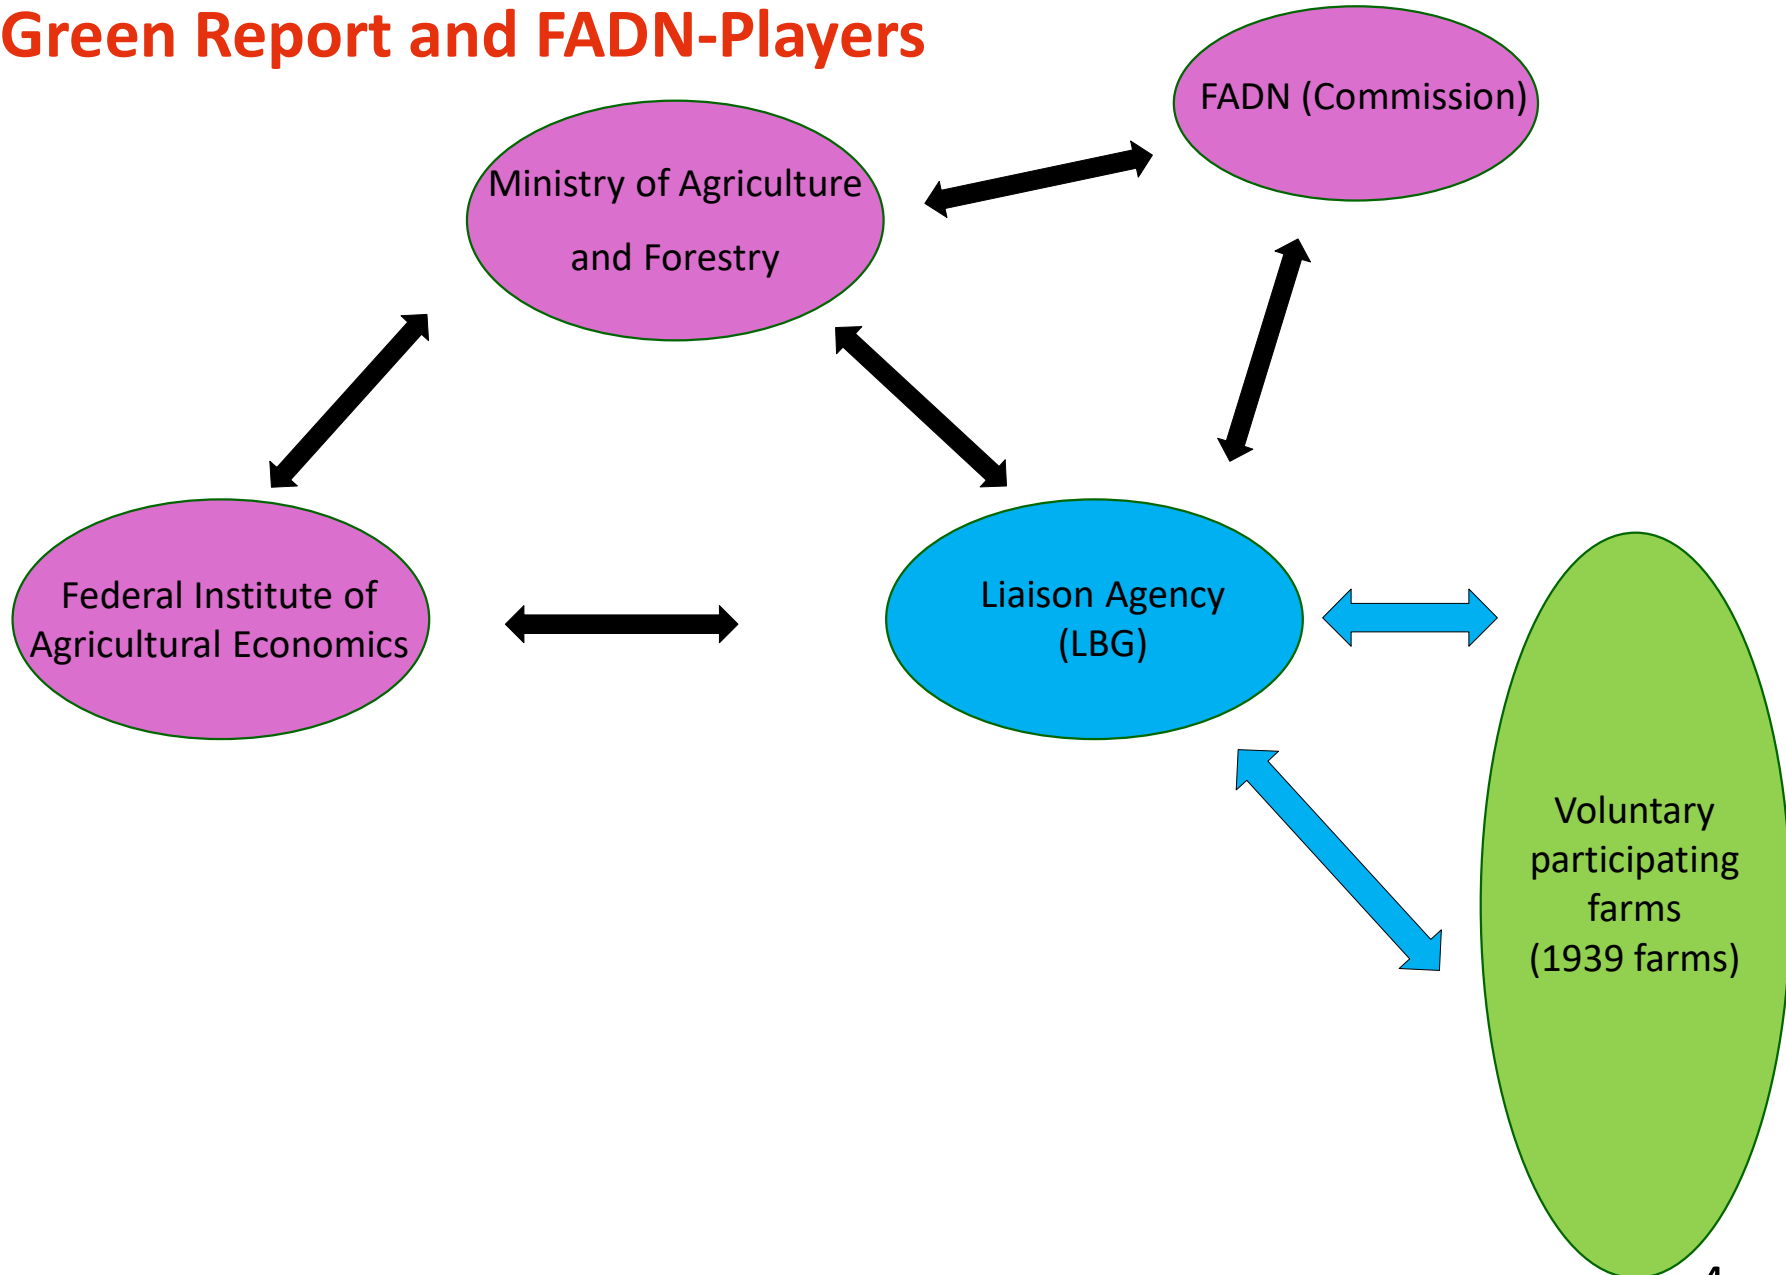 Green Report and FADN-Players
FADN (Commission)
Ministry of Agriculture
and Forestry
Federal Institute of
Agricultural Economics
Liaison Agency
(LBG)
Voluntary
participating
farms
(1939 farms)